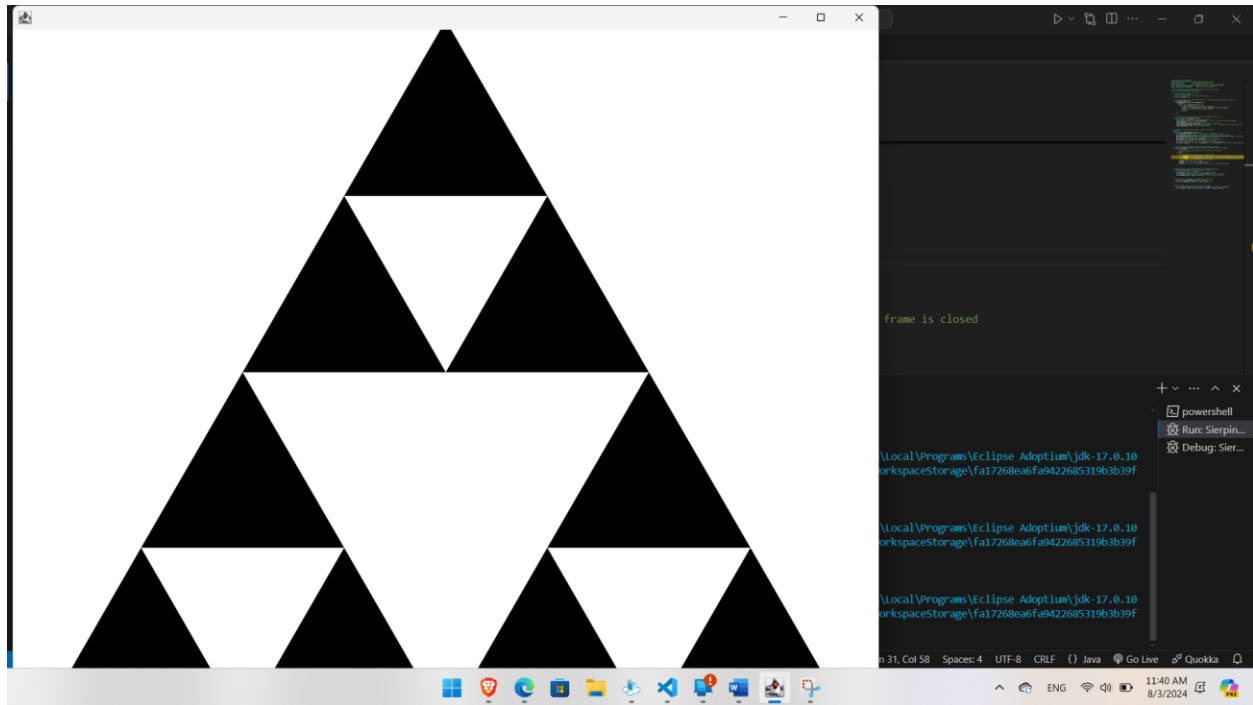 frame is closed
powershell
Run: Sierpin...
Debug: Sier...
\Local\Programs\Eclipse Adoptium\jdk-17.0.10
orkspaceStorage\fa17268ea6fa9422685319b3b39f
\Local\Programs\Eclipse Adoptium\jdk-17.0.10
orkspaceStorage\fa17268ea6fa9422685319b3b39f
\Local\Programs\Eclipse Adoptium\jdk-17.0.10
orkspaceStorage\fa17268ea6fa9422685319b3b39f
n 31, Col 58 Spaces: 4 UTF-8 CRLF {} Java Go Live Quokka
ENG 11:40 AM
8/3/2024